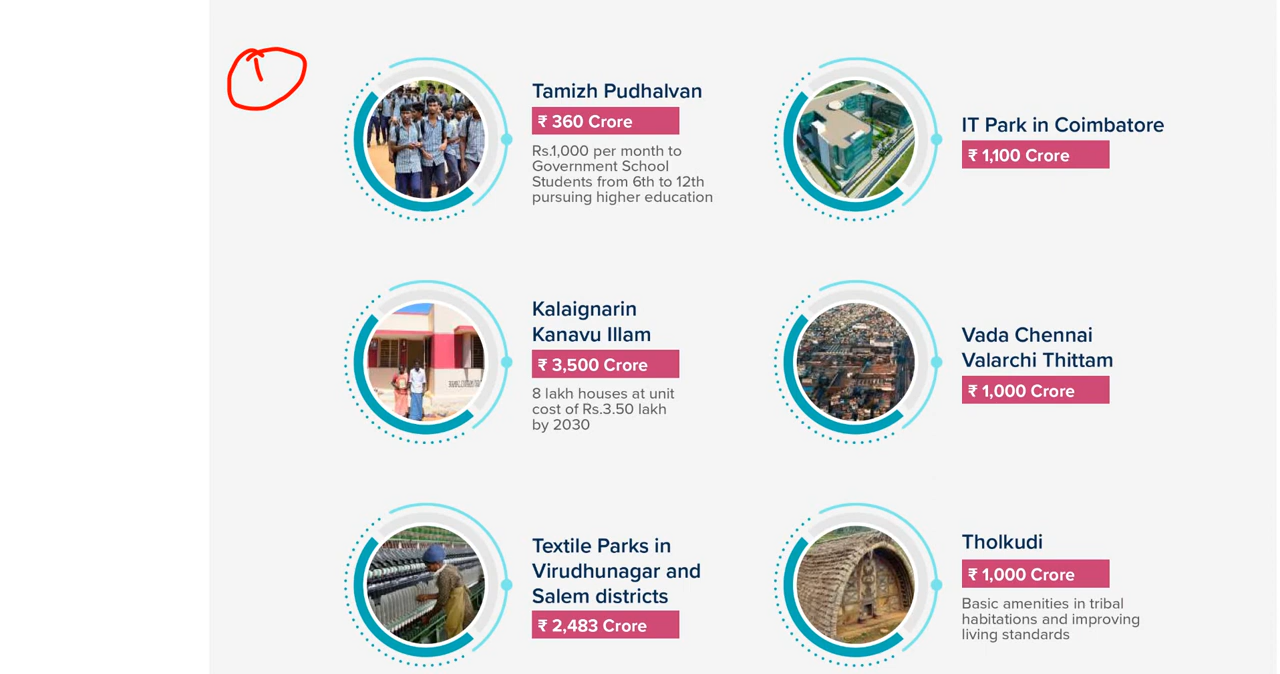 Tamizh Pudhalvan
₹ 360 Crore
Rs.1,000 per month to
Government School
Students from 6th to 12th
pursuing higher education
IT Park in Coimbatore
₹ 1,100 Crore
Kalaignarin
Kanavu Illam
₹ 3,500 Crore
8 lakh houses at unit
cost of Rs.3.50 lakh
by 2030
Vada Chennai
Valarchi Thittam
₹ 1,000 Crore
Textile Parks in
Virudhunagar and
Salem districts
₹ 2,483 Crore
Tholkudi
₹ 1,000 Crore
Basic amenities in tribal
habitations and improving
living standards